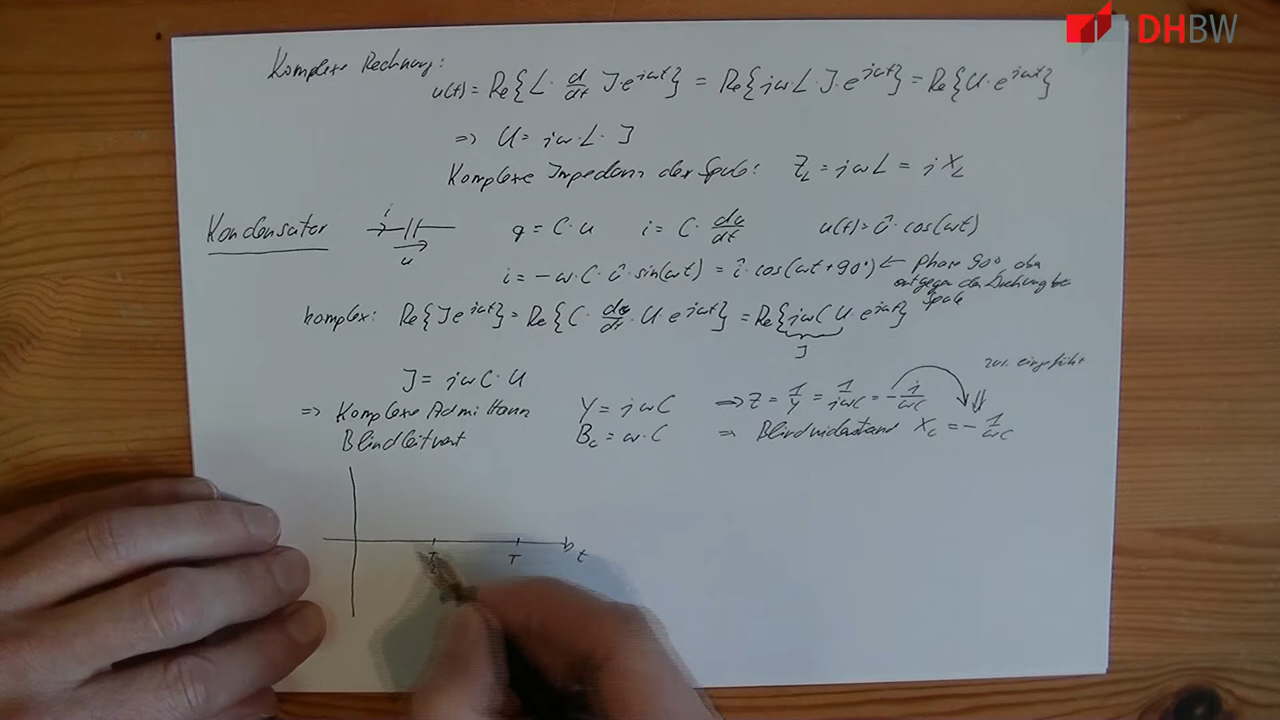 DHBW
Komplexe Rechnung:
u(t) = Re{L · d/dt I·e^jωt} = Re{jωL·I·e^jωt} = Re{U·e^jωt}
=> U = jω·L·I
Komplexe Impedanz der Spule: Z_L = jωL = jX_L
Kondensator i u q = C·u i = C· du/dt u(t) = û·cos(ωt)
i = -ω·C·û·sin(ωt) = î·cos(ωt+90°) ← Phase 90° aber
entgegen der Drehung bei
Spule
komplex: Re{I e^jωt} = Re{C· d/dt · U·e^jωt} = Re{jωC U e^jωt}
I
I = jωC·U
=> Komplexe Admittanz Y = jωC => Z = 1/Y = 1/jωC = -j/ωC
Blindleitwert B_c = ω·C => Blindwiderstand X_c = -1/ωC
T T t